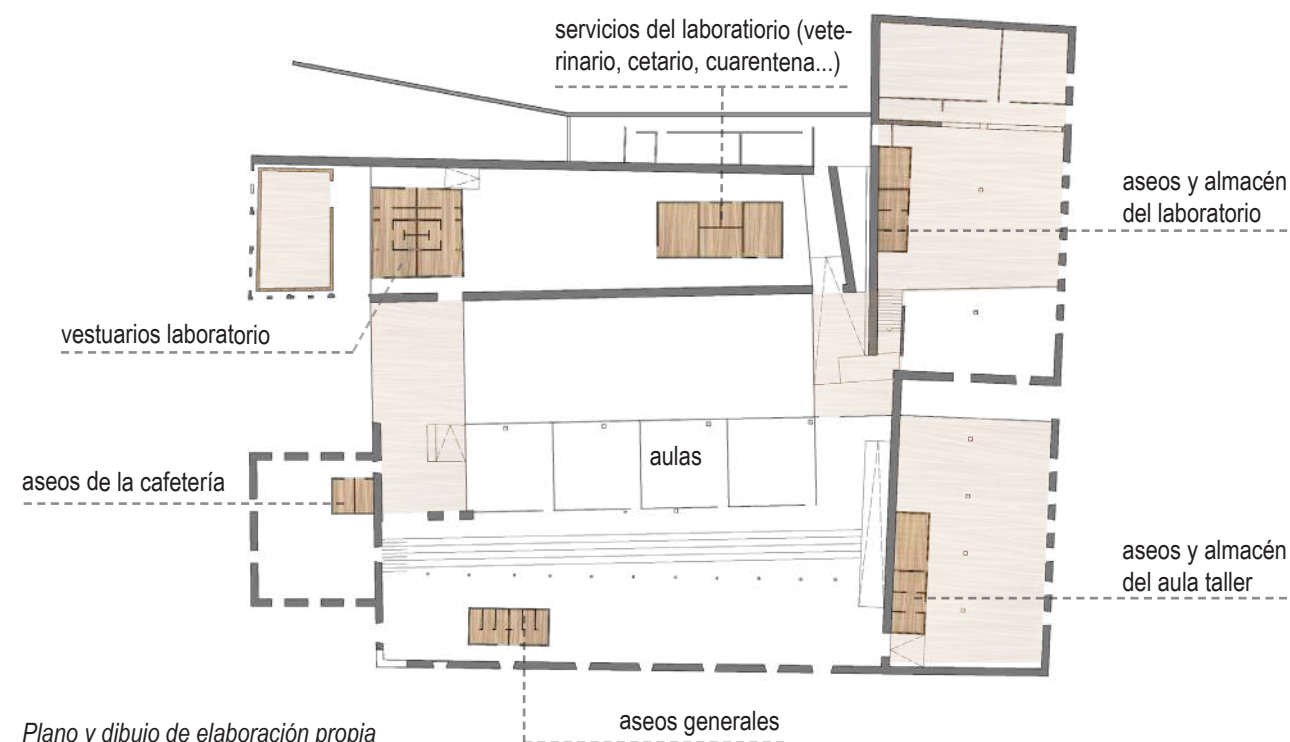 servicios del laboratiorio (vete-
rinario, cetario, cuarentena...)
aseos y almacén
del laboratorio
vestuarios laboratorio
aulas
aseos de la cafetería
aseos y almacén
del aula taller
aseos generales
Plano y dibujo de elaboración propia